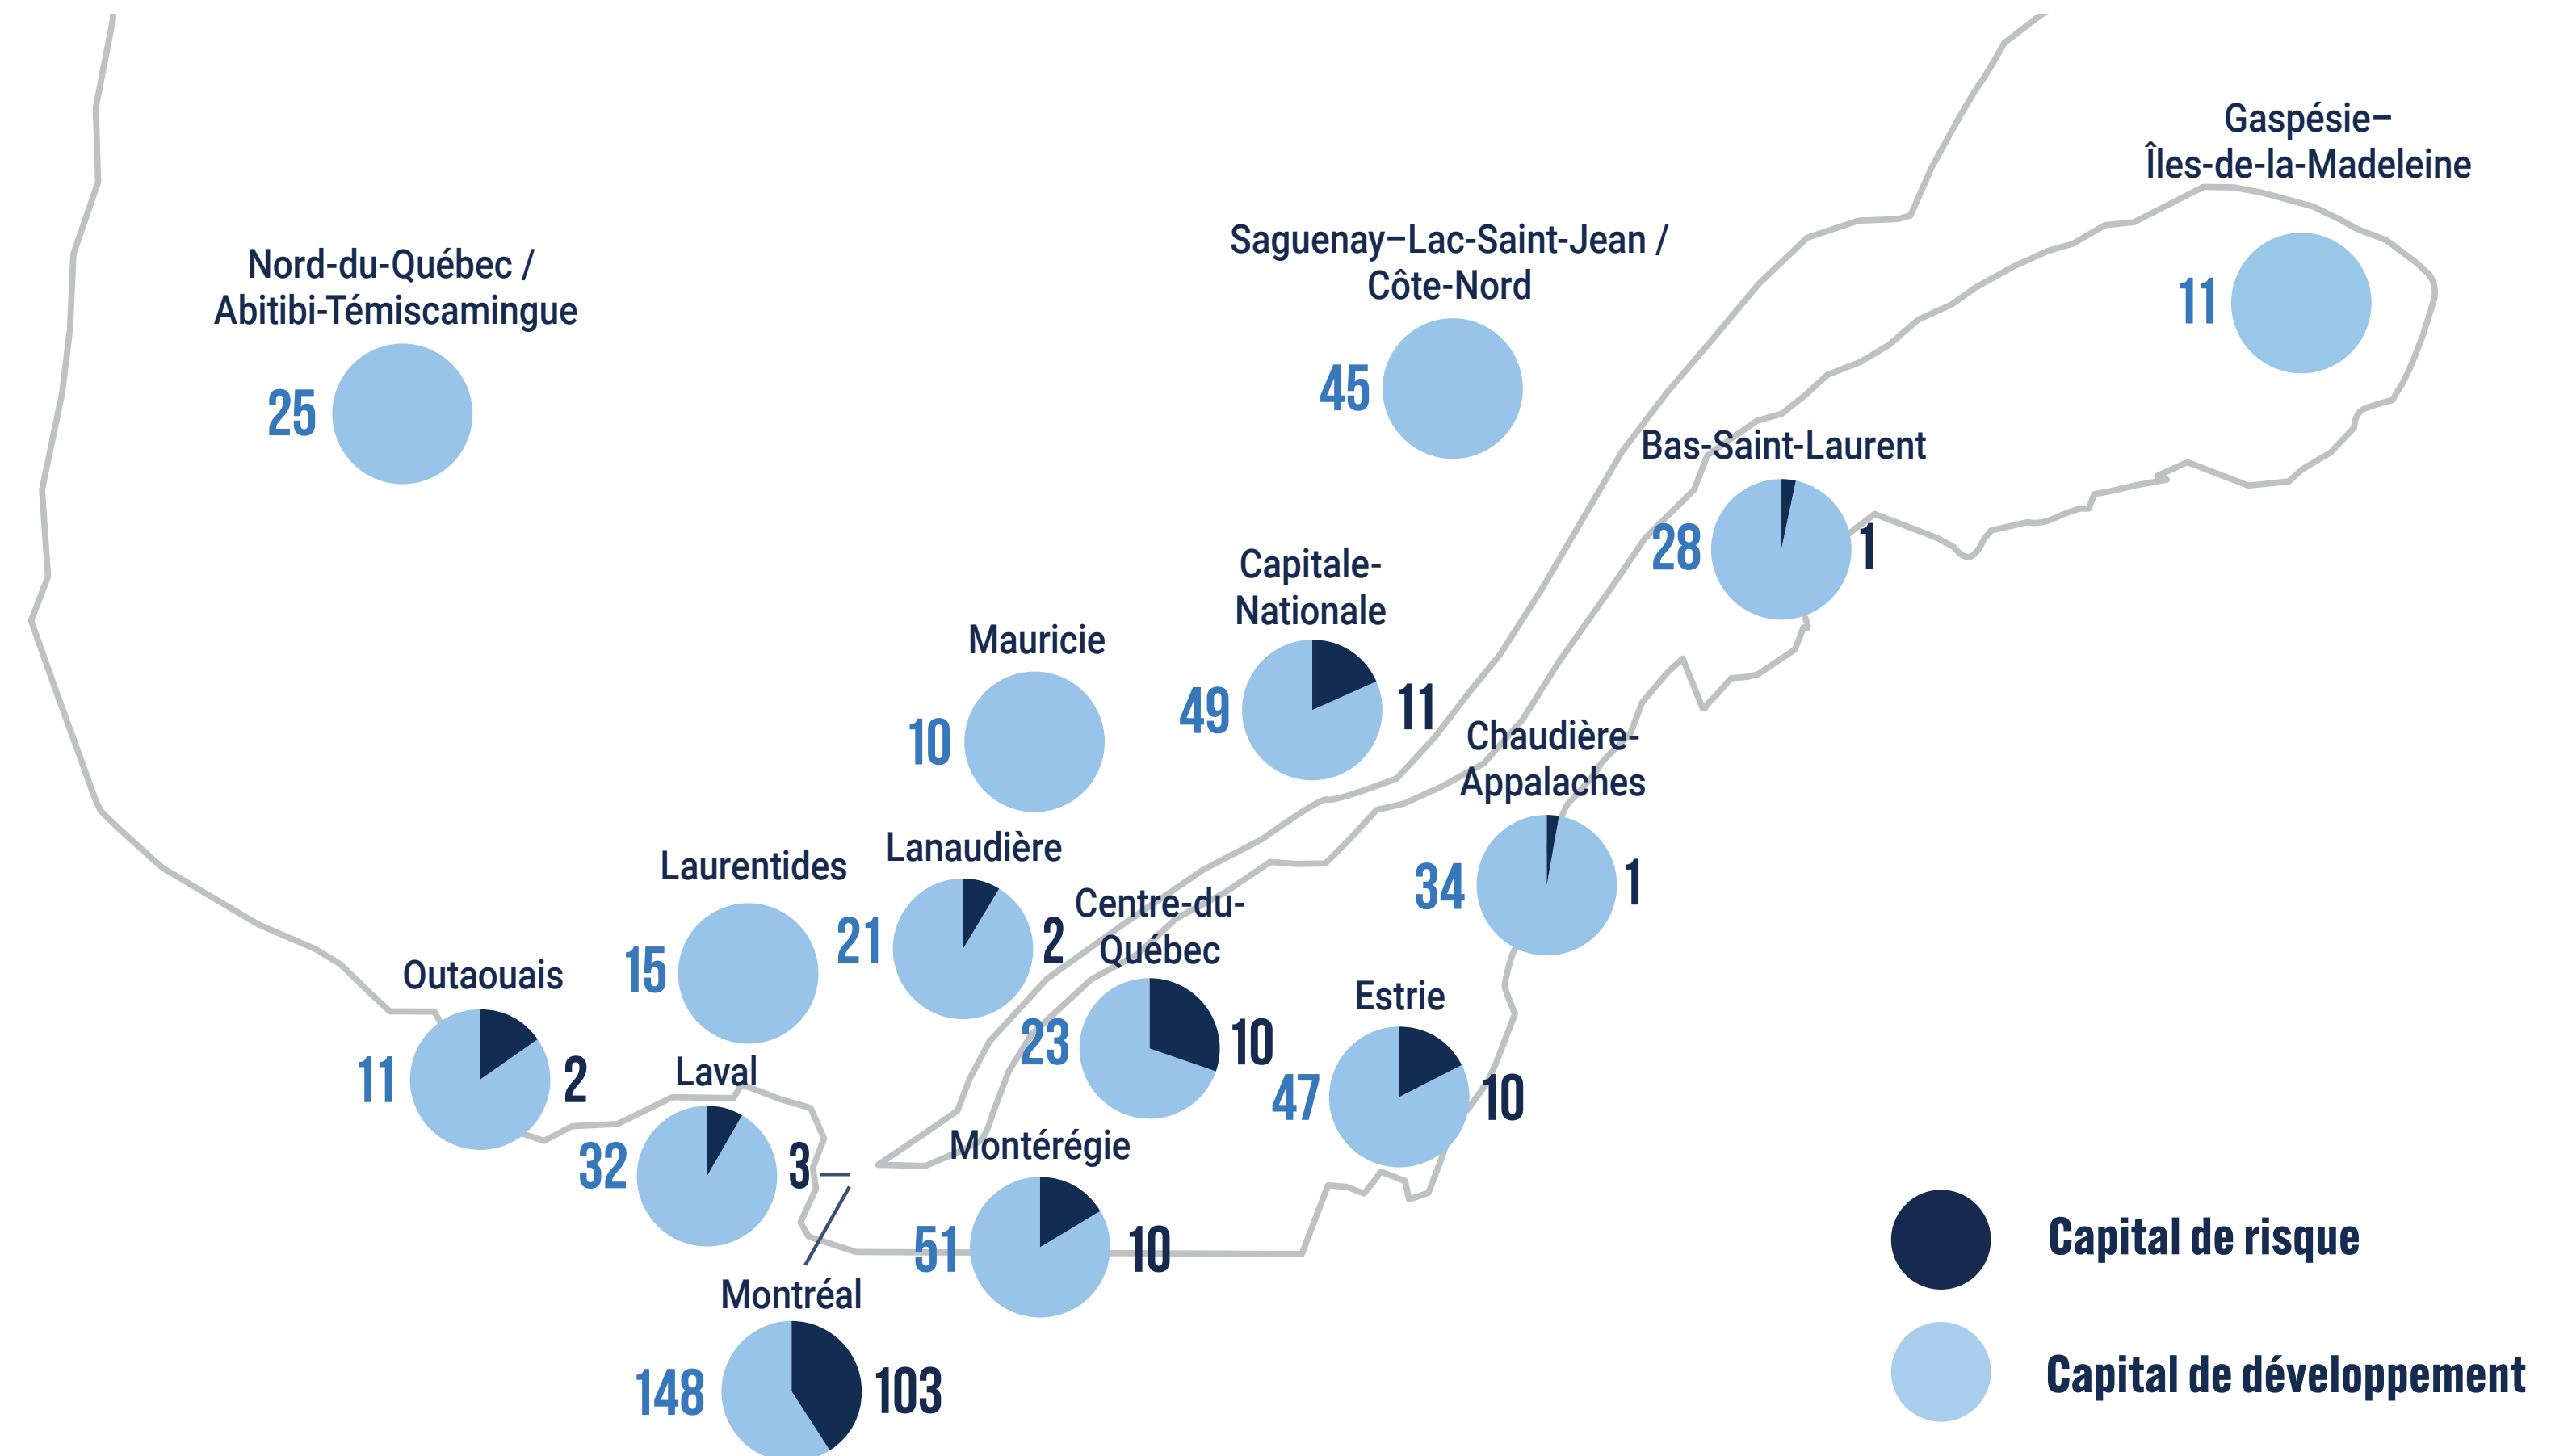 Gaspésie–
Îles-de-la-Madeleine
11
Saguenay–Lac-Saint-Jean /
Côte-Nord
45
Nord-du-Québec /
Abitibi-Témiscamingue
25
Bas-Saint-Laurent
28
1
Capitale-
Nationale
49
11
Mauricie
10
Chaudière-
Appalaches
34
1
Lanaudière
21
2
Laurentides
15
Centre-du-
Québec
23
10
Outaouais
11
2
Estrie
47
10
Laval
32
3
Montérégie
51
10
Montréal
148
103
Capital de risque
Capital de développement